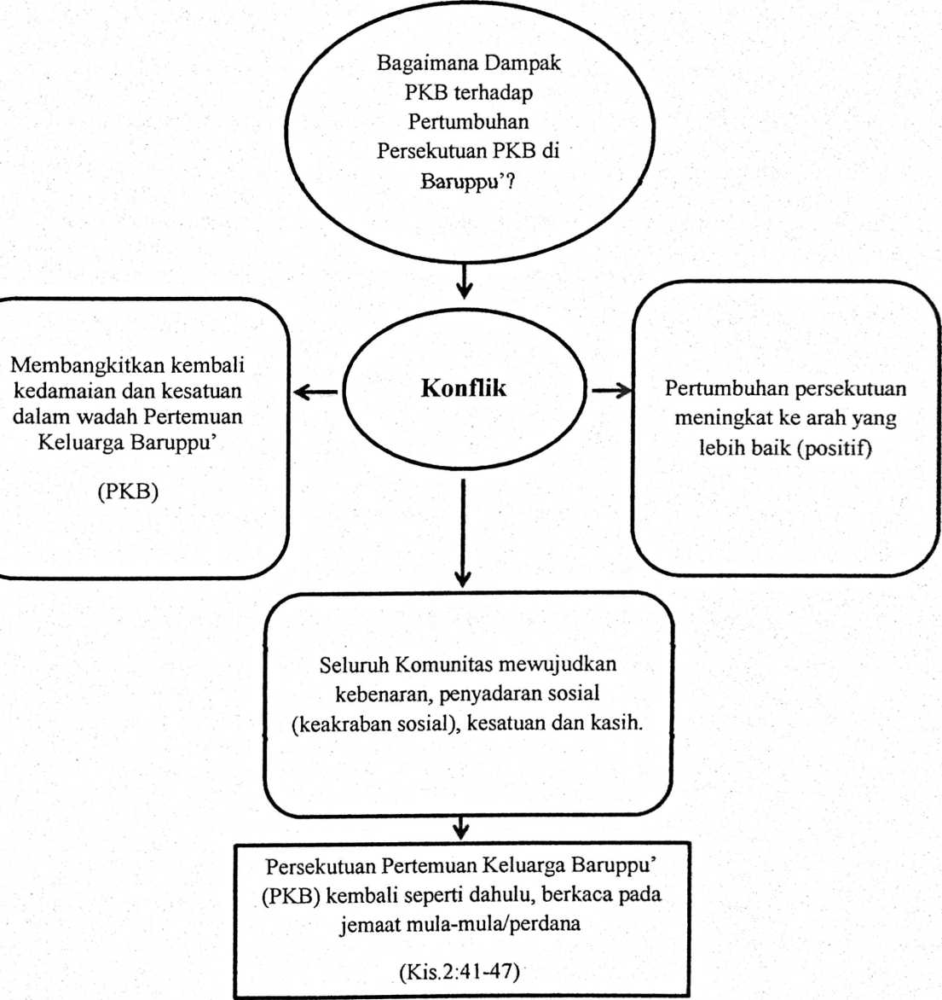 Bagaimana Dampak
PKB terhadap
Pertumbuhan
Persekutuan PKB di
Baruppu’?
Membangkitkan kembali
kedamaian dan kesatuan
dalam wadah Pertemuan
Keluarga Baruppu’
(PKB)
Konflik
Pertumbuhan persekutuan
meningkat ke arah yang
lebih baik (positif)
Seluruh Komunitas mewujudkan
kebenaran, penyadaran sosial
(keakraban sosial), kesatuan dan kasih.
Persekutuan Pertemuan Keluarga Baruppu’
(PKB) kembali seperti dahulu, berkaca pada
jemaat mula-mula/perdana
(Kis.2:41-47)